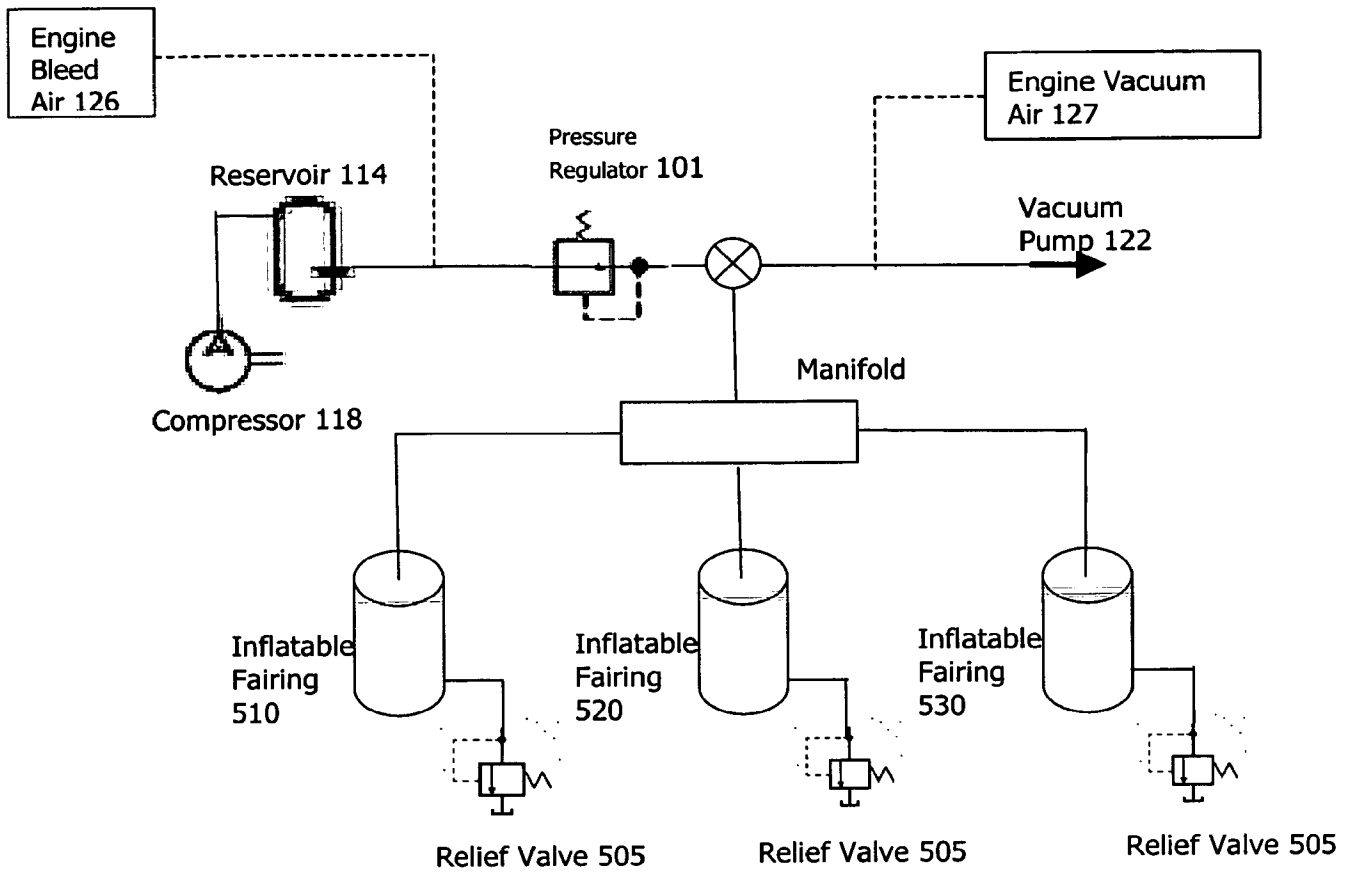 Engine
Bleed
Air 126
Engine Vacuum
Air 127
Pressure
Regulator 101
Reservoir 114
Vacuum
Pump 122
Manifold
Compressor 118
Inflatable
Fairing
510
Inflatable
Fairing
520
Inflatable
Fairing
530
Relief Valve 505
Relief Valve 505
Relief Valve 505